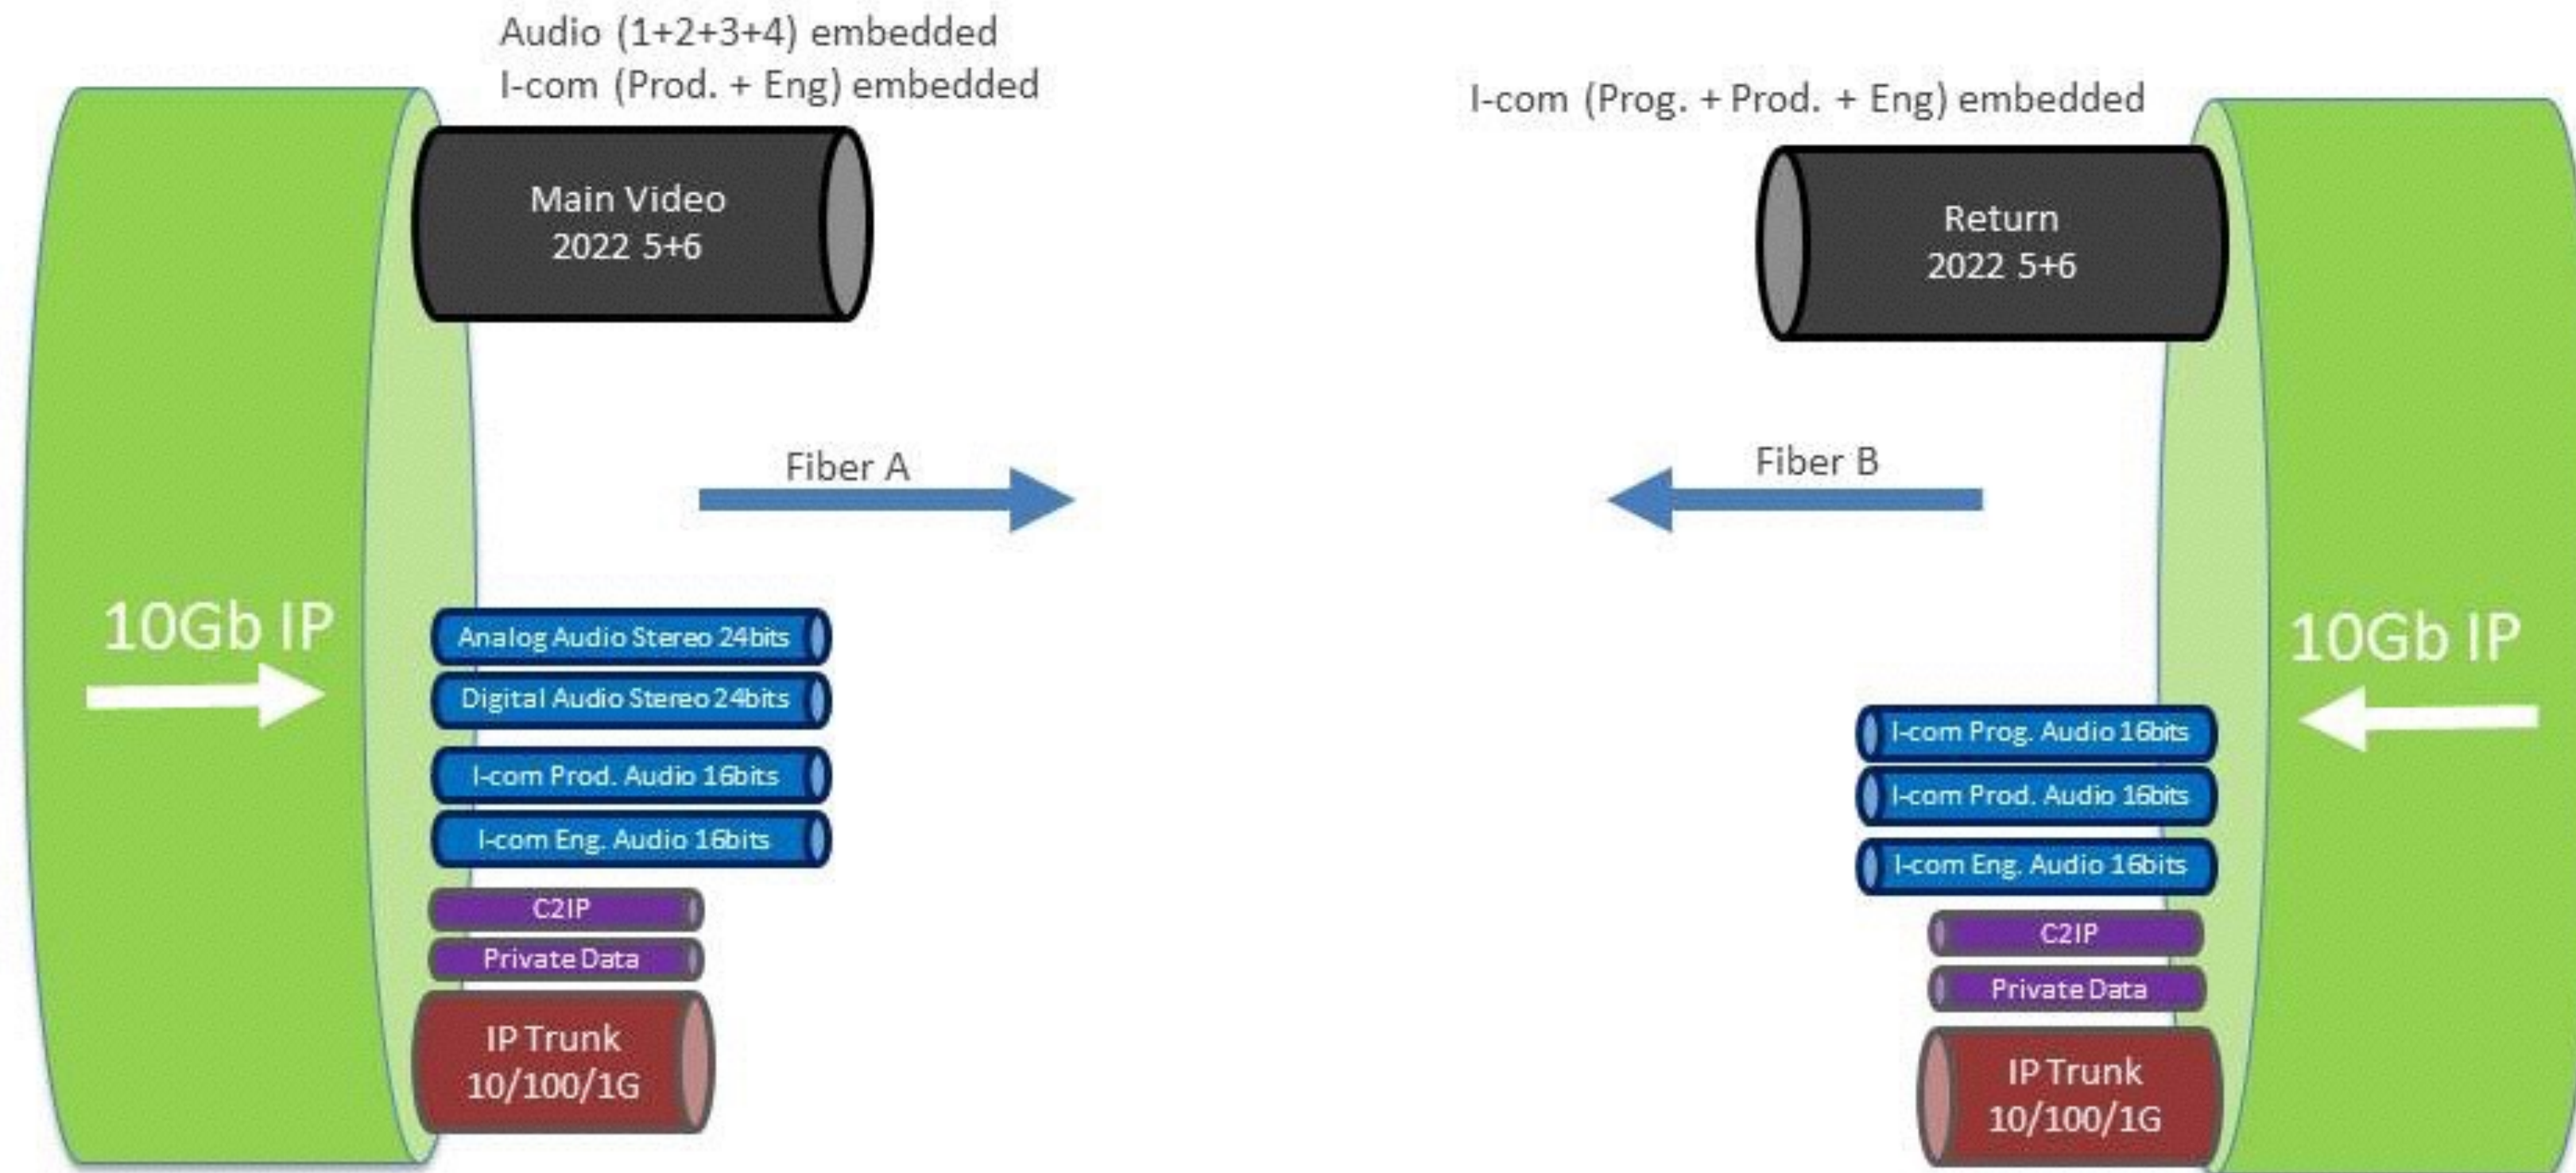 Audio (1+2+3+4) embedded
I-com (Prod. + Eng) embedded
Main Video
2022 5+6
Fiber A
10Gb IP
Analog Audio Stereo 24bits
Digital Audio Stereo 24bits
I-com Prod. Audio 16bits
I-com Eng. Audio 16bits
C2IP
Private Data
IP Trunk
10/100/1G
I-com (Prog. + Prod. + Eng) embedded
Return
2022 5+6
Fiber B
10Gb IP
I-com Prog. Audio 16bits
I-com Prod. Audio 16bits
I-com Eng. Audio 16bits
C2IP
Private Data
IP Trunk
10/100/1G